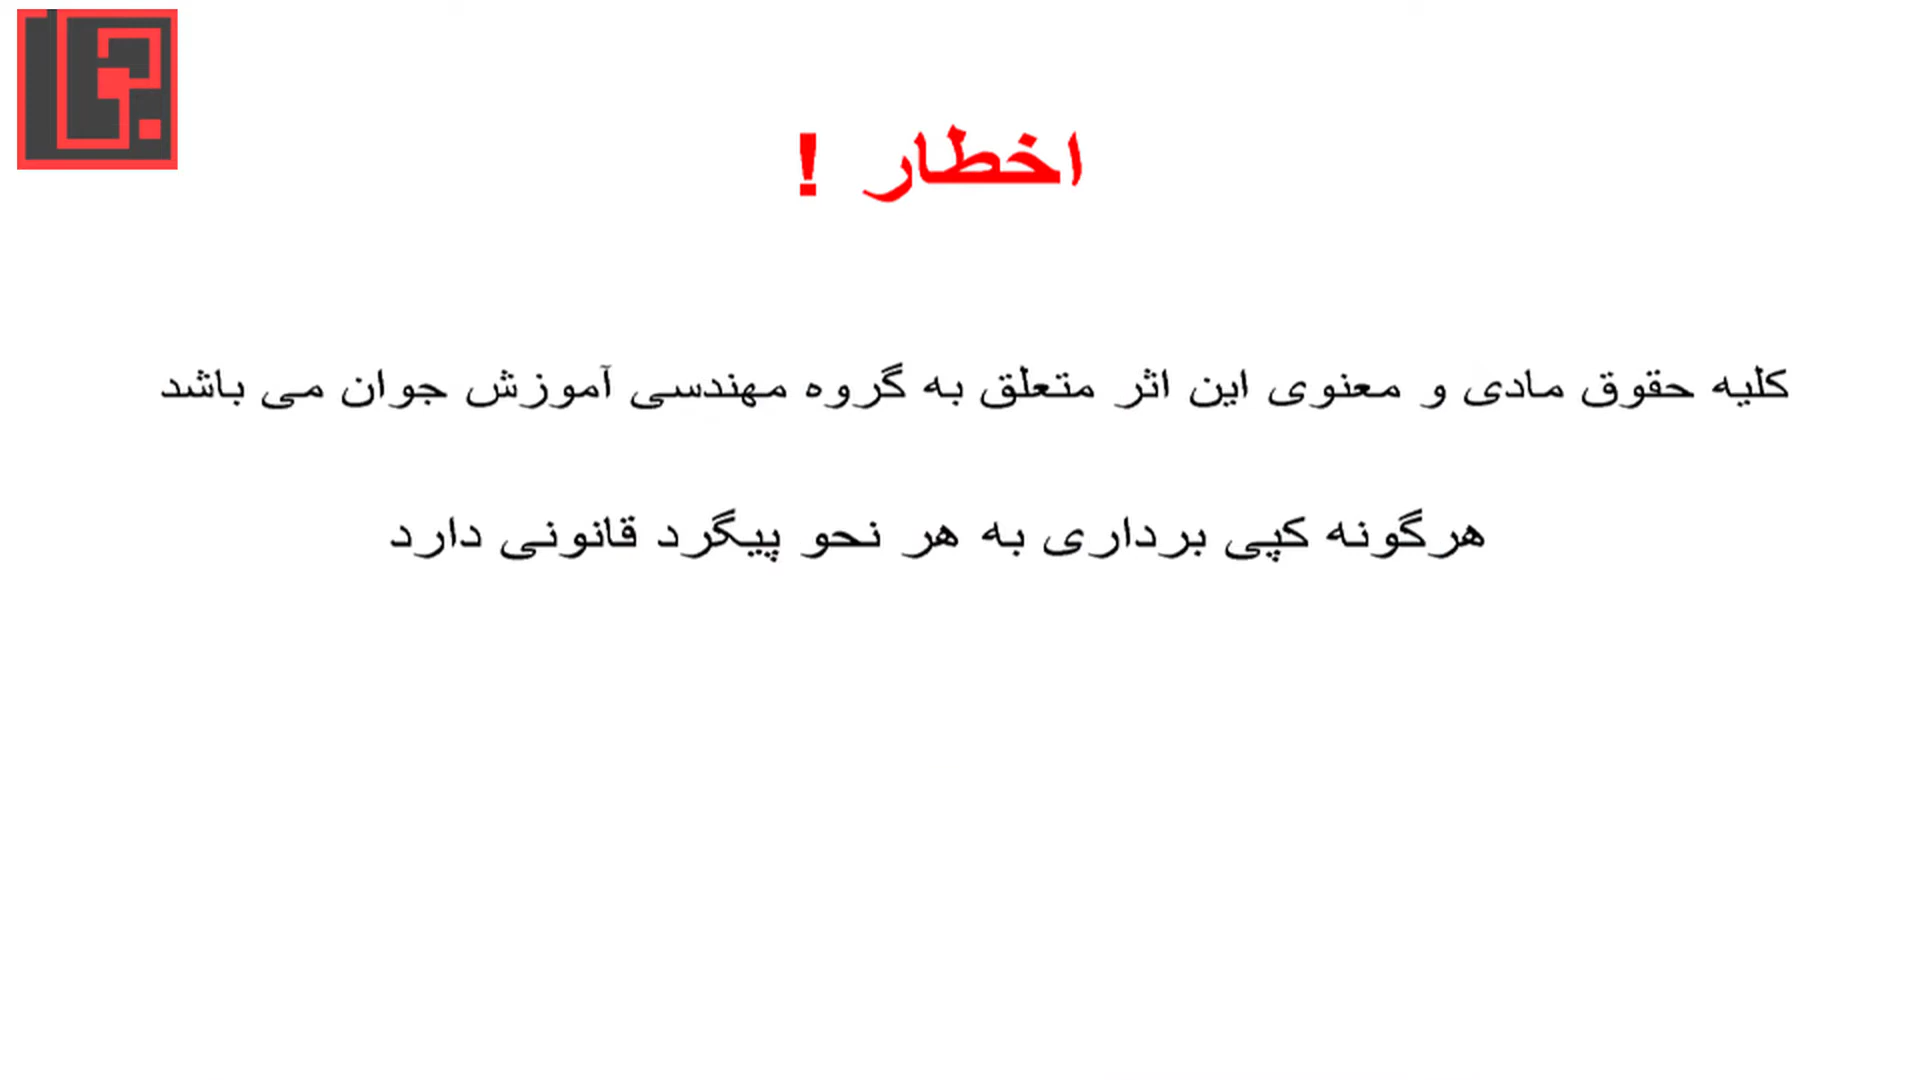 اخطار !
کلیه حقوق مادی و معنوی این اثر متعلق به گروه مهندسی آموزش جوان می باشد
هرگونه کپی برداری به هر نحو پیگرد قانونی دارد